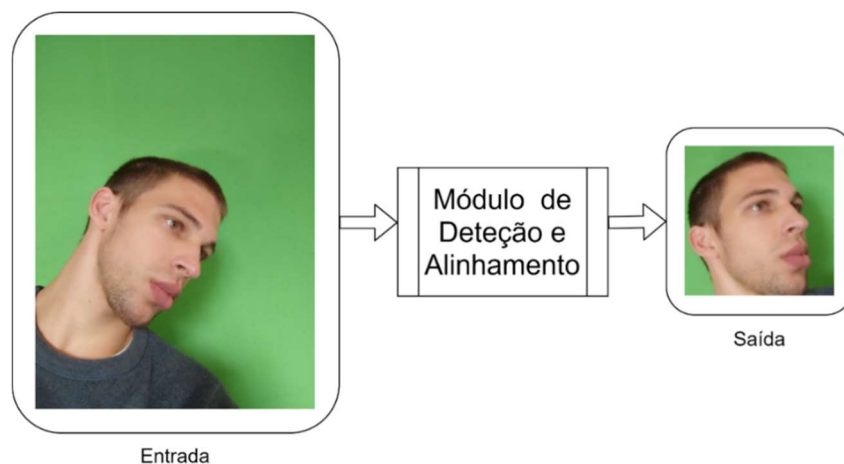 Módulo de
Deteção e
Alinhamento
Saída
Entrada